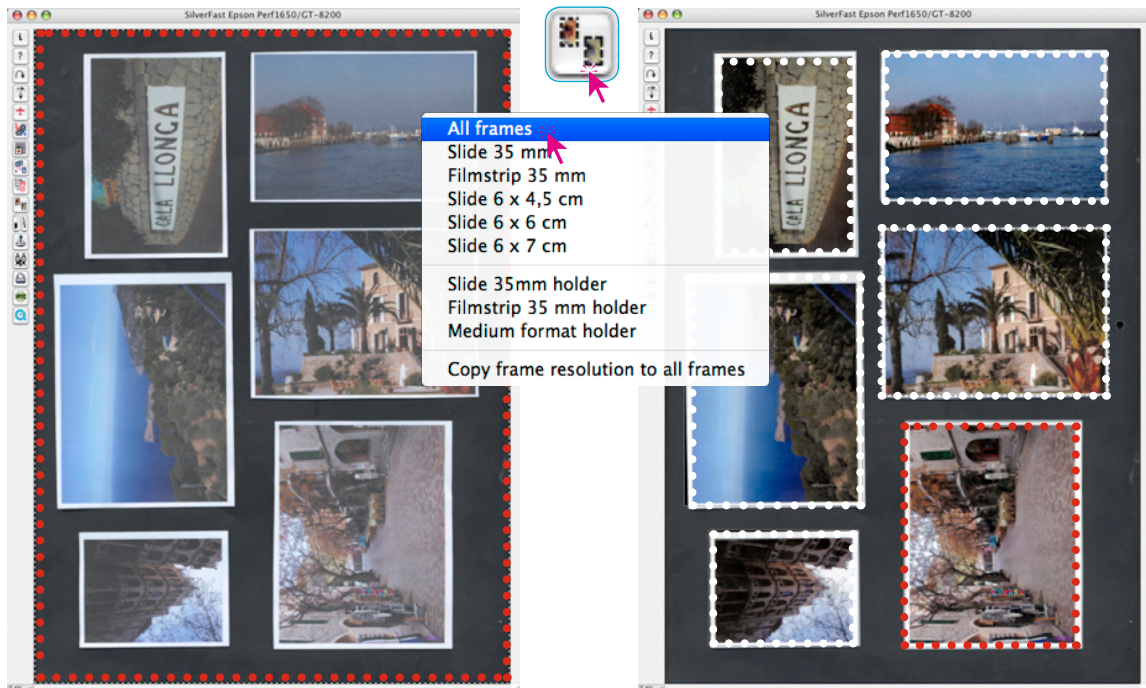 SilverFast Epson Perf1650/GT-8200
SilverFast Epson Perf1650/GT-8200
CALA LLONGA
CALA LLONGA
All frames
Slide 35 mm
Filmstrip 35 mm
Slide 6 x 4,5 cm
Slide 6 x 6 cm
Slide 6 x 7 cm
Slide 35mm holder
Filmstrip 35 mm holder
Medium format holder
Copy frame resolution to all frames